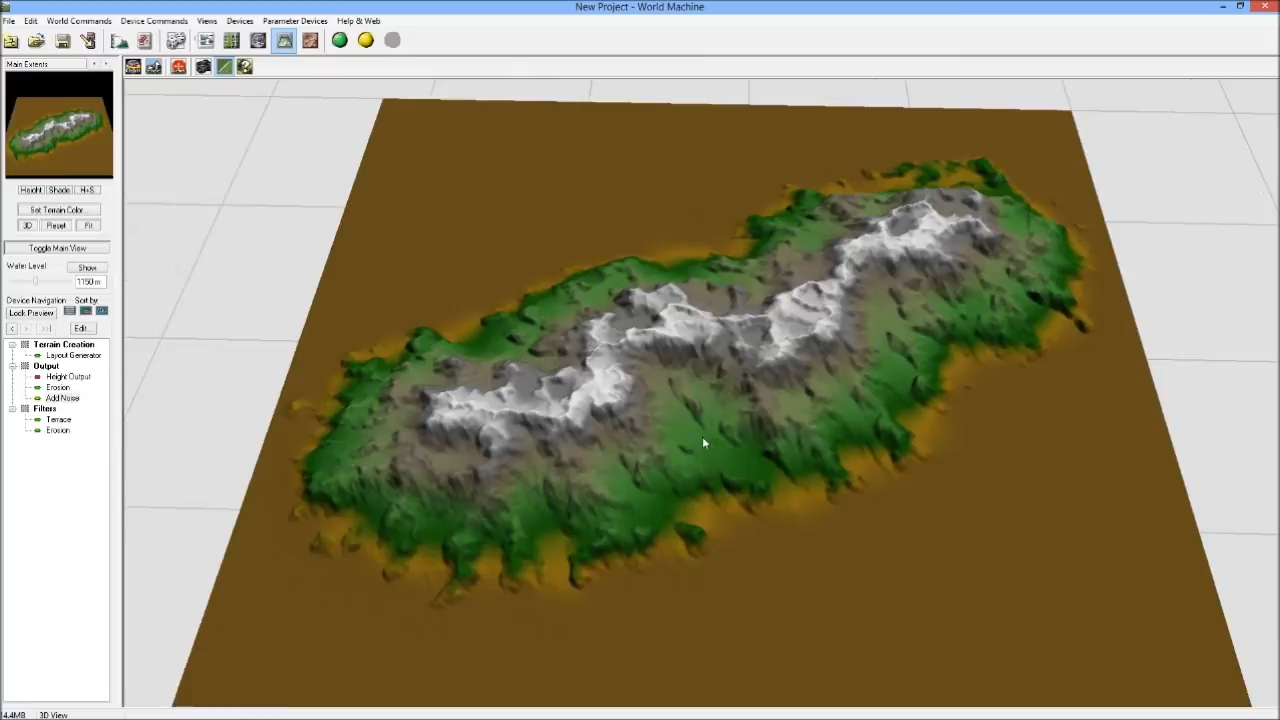 New Project - World Machine
File Edit World Commands Device Commands Views Devices Parameter Devices Help & Web
Main Extents
Height Shade H+S
Set Terrain Color...
3D Reset Fit
Toggle Main View
Water Level Show
1150 m
Device Navigation Sort by:
Lock Preview
< > >| Edit...
Terrain Creation
Layout Generator
Output
Height Output
Erosion
Add Noise
Filters
Terrace
Erosion
14.4MB 3D View